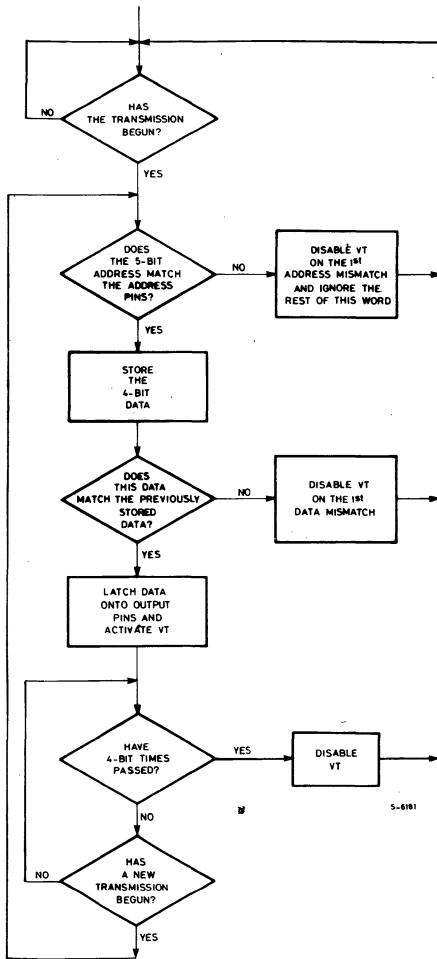 HAS
THE TRANSMISSION
BEGUN?
NO
YES
DOES
THE 5-BIT
ADDRESS MATCH
THE ADDRESS
PINS?
NO
DISABLE VT
ON THE 1st
ADDRESS MISMATCH
AND IGNORE THE
REST OF THIS WORD
YES
STORE
THE
4-BIT
DATA
DOES
THIS DATA
MATCH THE PREVIOUSLY
STORED
DATA?
NO
DISABLE VT
ON THE 1st
DATA MISMATCH
YES
LATCH DATA
ONTO OUTPUT
PINS AND
ACTIVATE VT
HAVE
4-BIT TIMES
PASSED?
YES
DISABLE
VT
NO
S-6181
HAS
A NEW
TRANSMISSION
BEGUN?
NO
YES